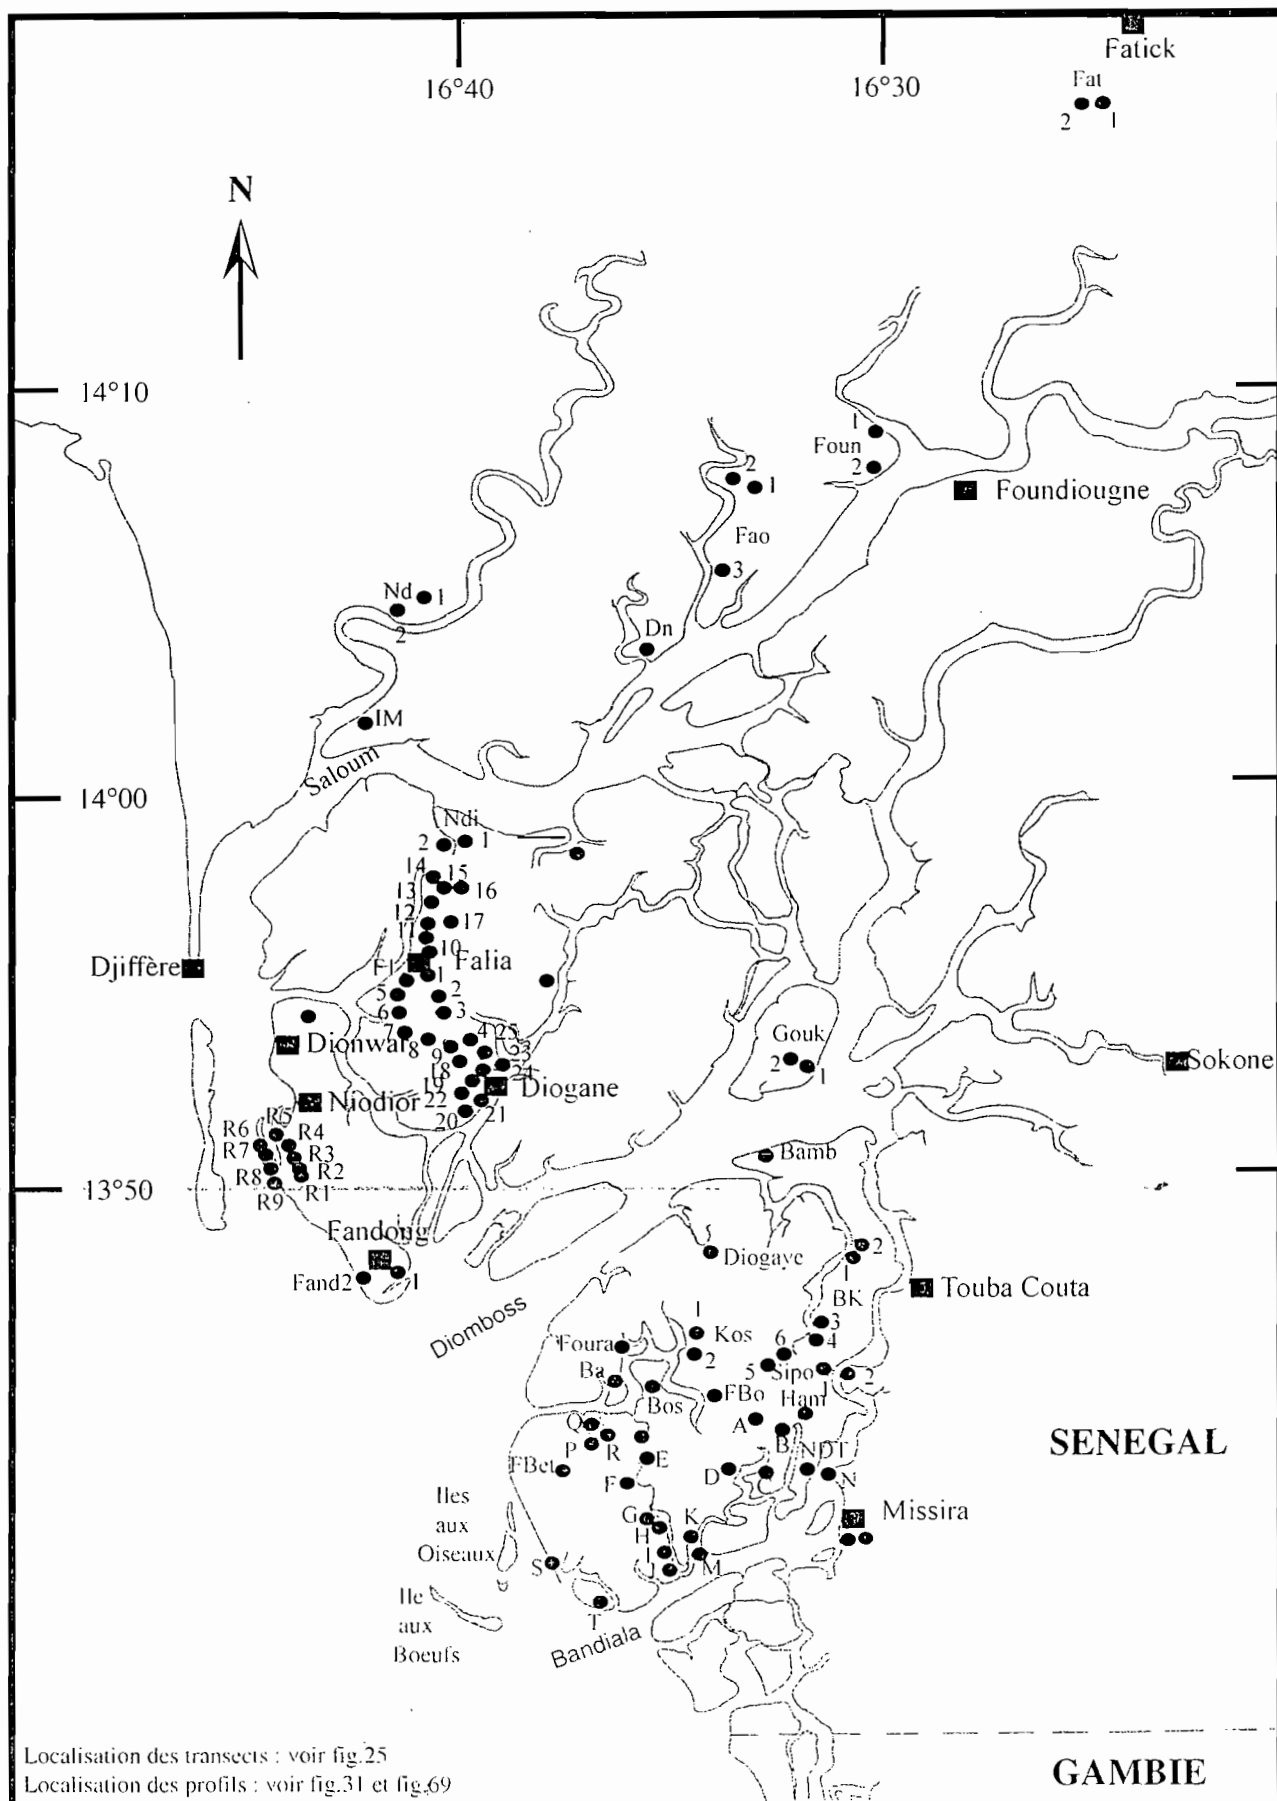 Fatick
16°40
16°30
Fat
2 1
N
14°10
1
Foun
2
Foundiougne
2
1
Fao
3
Nd 1
2
Dn
IM
Saloum
14°00
Ndi
2 1
14 15
13 16
12 17
11
10
Djiffère
F1 Falia
1
5 2
6 3
7 4 25
8
Dionwar
9 23
18 24
Gouk
2 1
Sokone
19 Diogane
22
20 21
Niodior
R5
R6 R4
R7 R3
R8 R2
R9 R1
Bamb
13°50
Fandong
Fand2 1
Diogaye
2
1
BK
Touba Couta
Diomboss
3
4
1
Kos
2
Foura
Ba
6
5 Sipo
1 2
Bos
FBo
Ham
A
B
Q
P R
E
FBet
F
D
C
NDT
N
SENEGAL
Missira
Iles
aux
Oiseaux
G
H
I
J
K
M
S
T
Ile
aux
Boeufs
Bandiala
Localisation des transects : voir fig.25
Localisation des profils : voir fig.31 et fig.69
GAMBIE